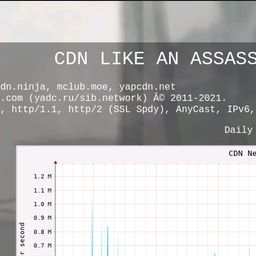 CDN LIKE AN ASSASS
dn.ninja, mclub.moe, yapcdn.net
.com (yadc.ru/sib.network) Â© 2011-2021.
, http/1.1, http/2 (SSL Spdy), AnyCast, IPv6,
Daily
CDN Ne
1.2 M
1.1 M
1.0 M
0.9 M
0.8 M
0.7 M
r second